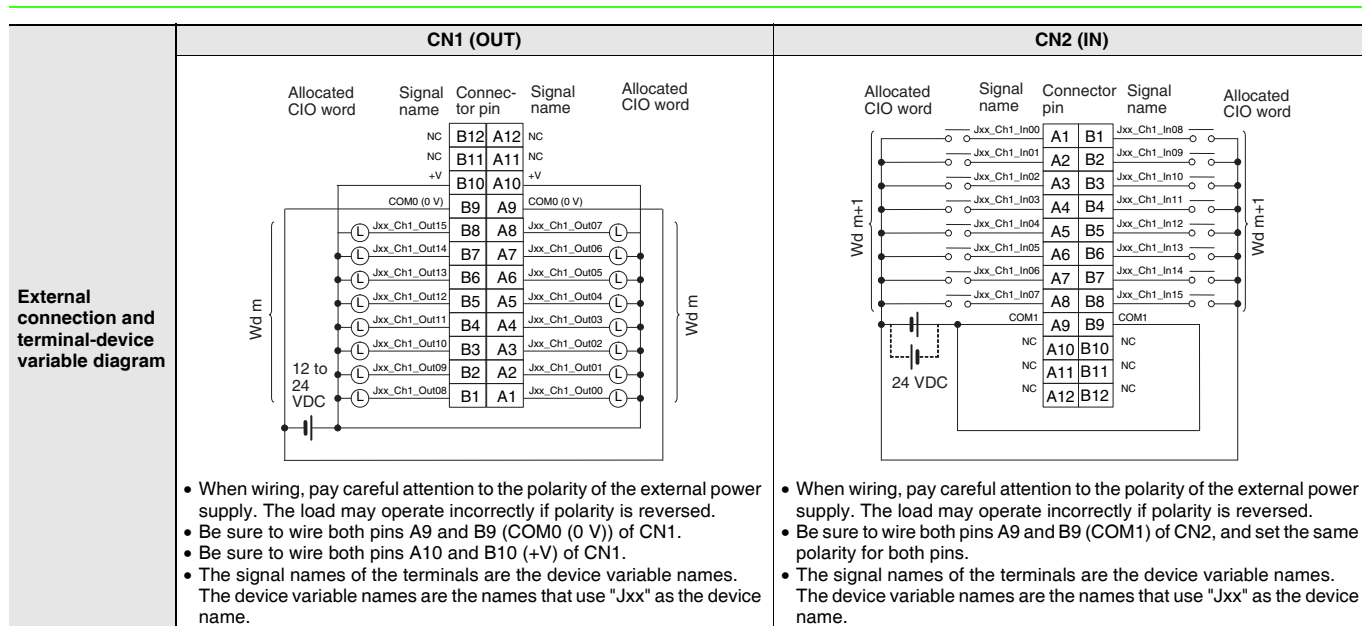 CN1 (OUT)
CN2 (IN)
External
connection and
terminal-device
variable diagram
Allocated
CIO word
Signal
name
Connec-
tor pin
Signal
name
Allocated
CIO word
NC B12 A12 NC
NC B11 A11 NC
+V B10 A10 +V
COM0 (0 V) B9 A9 COM0 (0 V)
L Jxx_Ch1_Out15 B8 A8 Jxx_Ch1_Out07 L
L Jxx_Ch1_Out14 B7 A7 Jxx_Ch1_Out06 L
L Jxx_Ch1_Out13 B6 A6 Jxx_Ch1_Out05 L
L Jxx_Ch1_Out12 B5 A5 Jxx_Ch1_Out04 L
L Jxx_Ch1_Out11 B4 A4 Jxx_Ch1_Out03 L
L Jxx_Ch1_Out10 B3 A3 Jxx_Ch1_Out02 L
L Jxx_Ch1_Out09 B2 A2 Jxx_Ch1_Out01 L
L Jxx_Ch1_Out08 B1 A1 Jxx_Ch1_Out00 L
Wd m
Wd m
12 to
24
VDC
• When wiring, pay careful attention to the polarity of the external power
supply. The load may operate incorrectly if polarity is reversed.
• Be sure to wire both pins A9 and B9 (COM0 (0 V)) of CN1.
• Be sure to wire both pins A10 and B10 (+V) of CN1.
• The signal names of the terminals are the device variable names.
The device variable names are the names that use "Jxx" as the device
name.
Allocated
CIO word
Signal
name
Connector
pin
Signal
name
Allocated
CIO word
Jxx_Ch1_In00 A1 B1 Jxx_Ch1_In08
Jxx_Ch1_In01 A2 B2 Jxx_Ch1_In09
Jxx_Ch1_In02 A3 B3 Jxx_Ch1_In10
Jxx_Ch1_In03 A4 B4 Jxx_Ch1_In11
Jxx_Ch1_In04 A5 B5 Jxx_Ch1_In12
Jxx_Ch1_In05 A6 B6 Jxx_Ch1_In13
Jxx_Ch1_In06 A7 B7 Jxx_Ch1_In14
Jxx_Ch1_In07 A8 B8 Jxx_Ch1_In15
COM1 A9 B9 COM1
NC A10 B10 NC
NC A11 B11 NC
NC A12 B12 NC
Wd m+1
Wd m+1
24 VDC
• When wiring, pay careful attention to the polarity of the external power
supply. The load may operate incorrectly if polarity is reversed.
• Be sure to wire both pins A9 and B9 (COM1) of CN2, and set the same
polarity for both pins.
• The signal names of the terminals are the device variable names.
The device variable names are the names that use "Jxx" as the device
name.